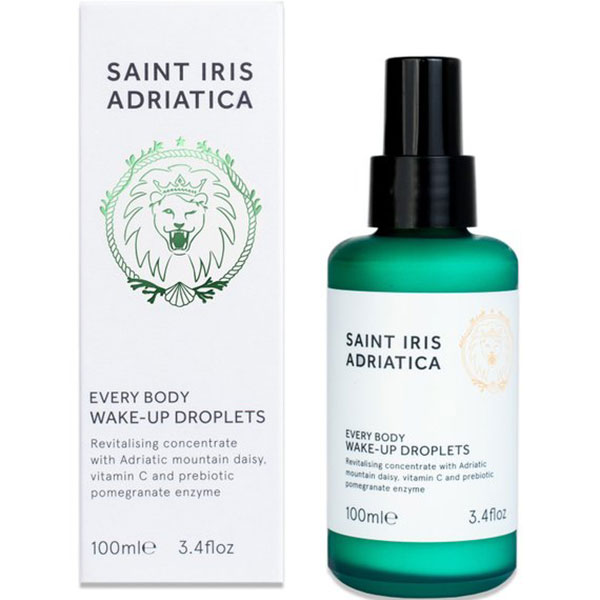 SAINT IRIS
ADRIATICA
EVERY BODY
WAKE-UP DROPLETS
Revitalising concentrate
with Adriatic mountain daisy,
vitamin C and prebiotic
pomegranate enzyme
100ml℮ 3.4floz
SAINT IRIS
ADRIATICA
EVERY BODY
WAKE-UP DROPLETS
Revitalising concentrate with Adriatic
mountain daisy, vitamin C and prebiotic
pomegranate enzyme
100ml℮ 3.4floz